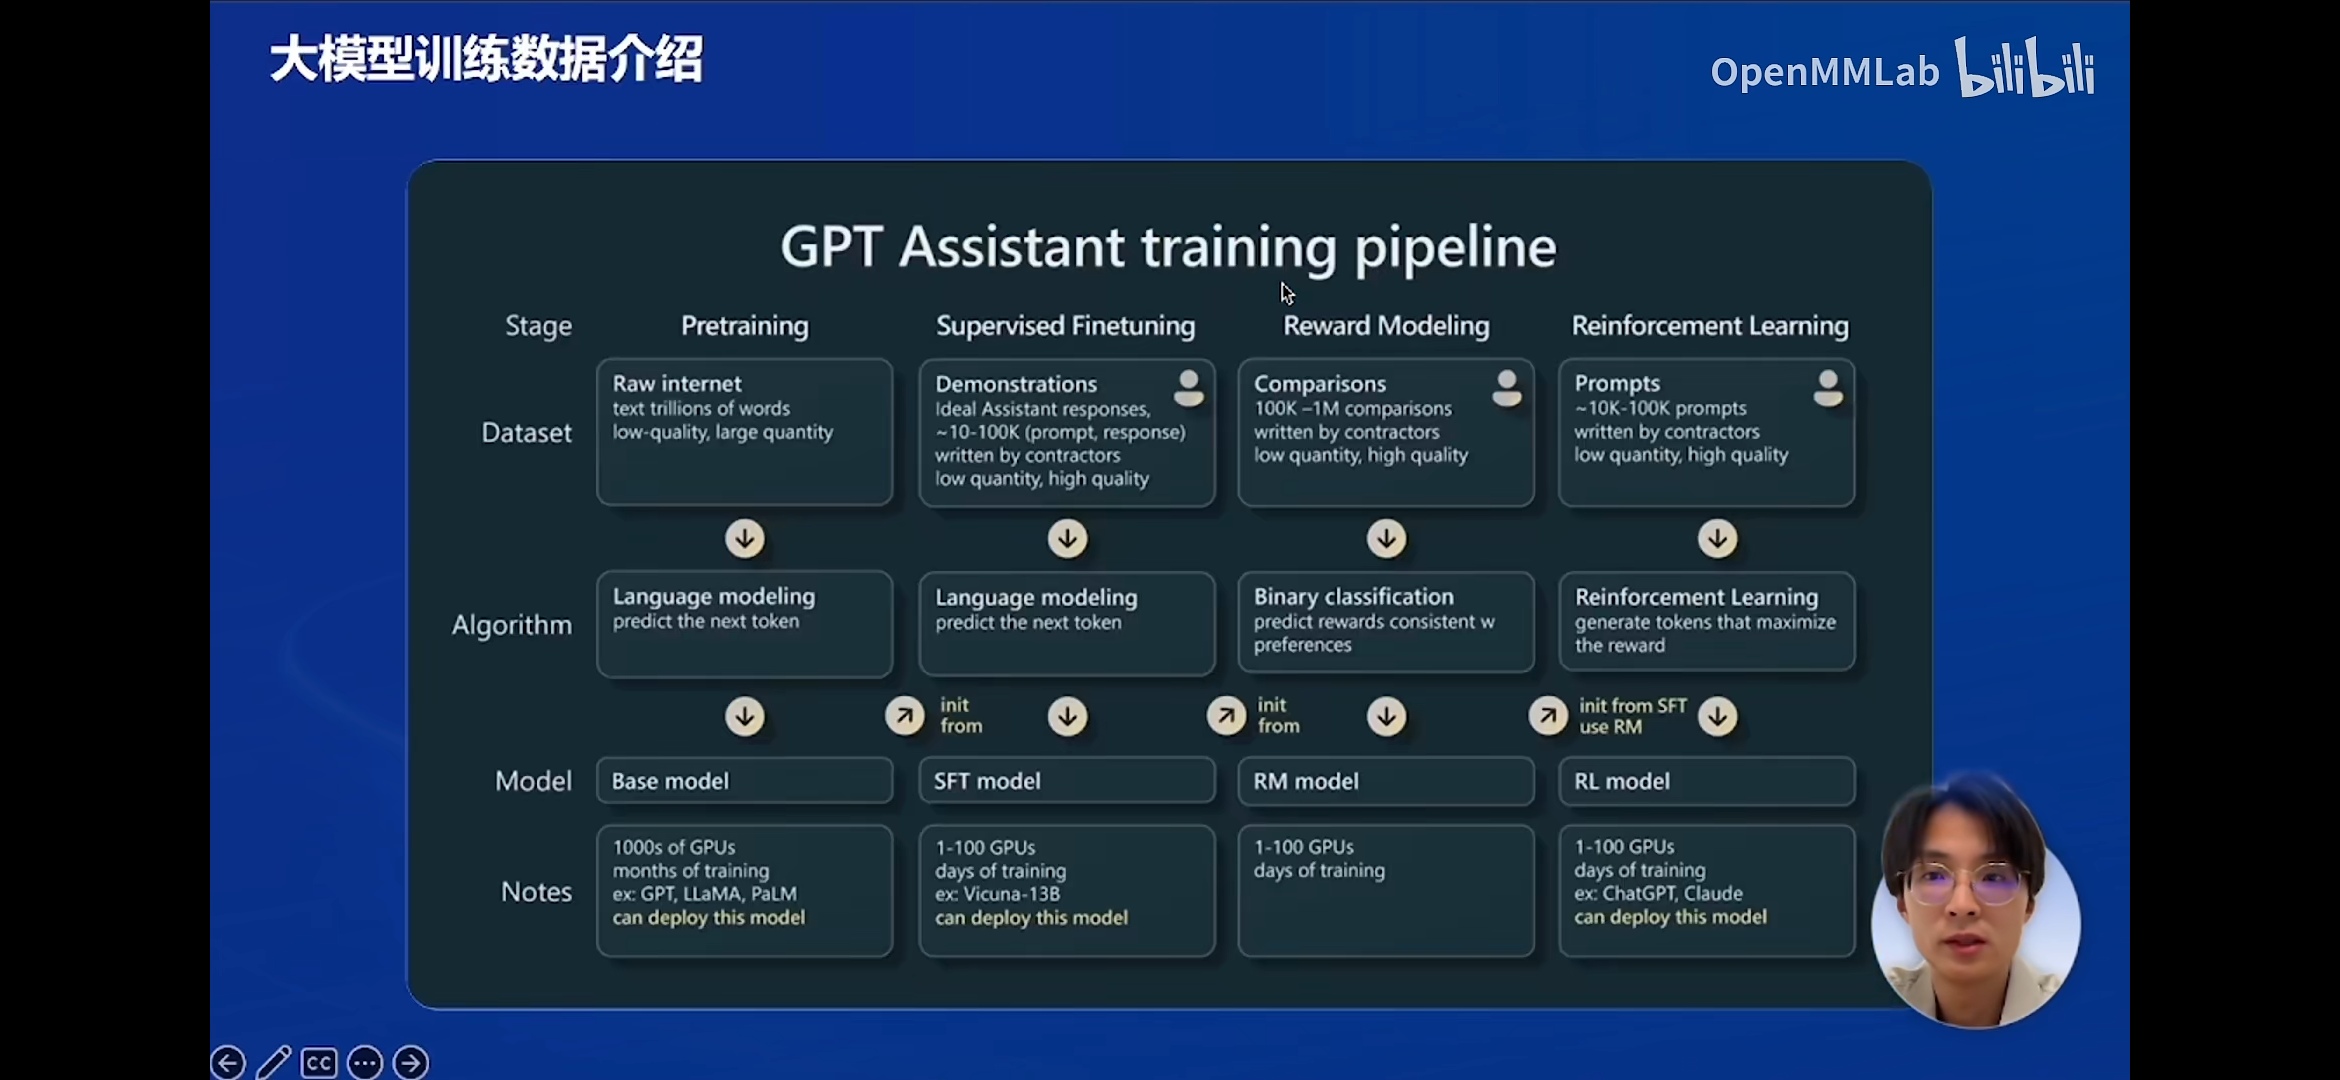 大模型训练数据介绍
OpenMMLab bilibili
GPT Assistant training pipeline
Stage
Pretraining
Supervised Finetuning
Reward Modeling
Reinforcement Learning
Dataset
Raw internet
text trillions of words
low-quality, large quantity
Demonstrations
Ideal Assistant responses,
~10-100K (prompt, response)
written by contractors
low quantity, high quality
Comparisons
100K –1M comparisons
written by contractors
low quantity, high quality
Prompts
~10K-100K prompts
written by contractors
low quantity, high quality
Algorithm
Language modeling
predict the next token
Language modeling
predict the next token
Binary classification
predict rewards consistent w
preferences
Reinforcement Learning
generate tokens that maximize
the reward
init
from
init
from
init from SFT
use RM
Model
Base model
SFT model
RM model
RL model
Notes
1000s of GPUs
months of training
ex: GPT, LLaMA, PaLM
can deploy this model
1-100 GPUs
days of training
ex: Vicuna-13B
can deploy this model
1-100 GPUs
days of training
1-100 GPUs
days of training
ex: ChatGPT, Claude
can deploy this model
CC